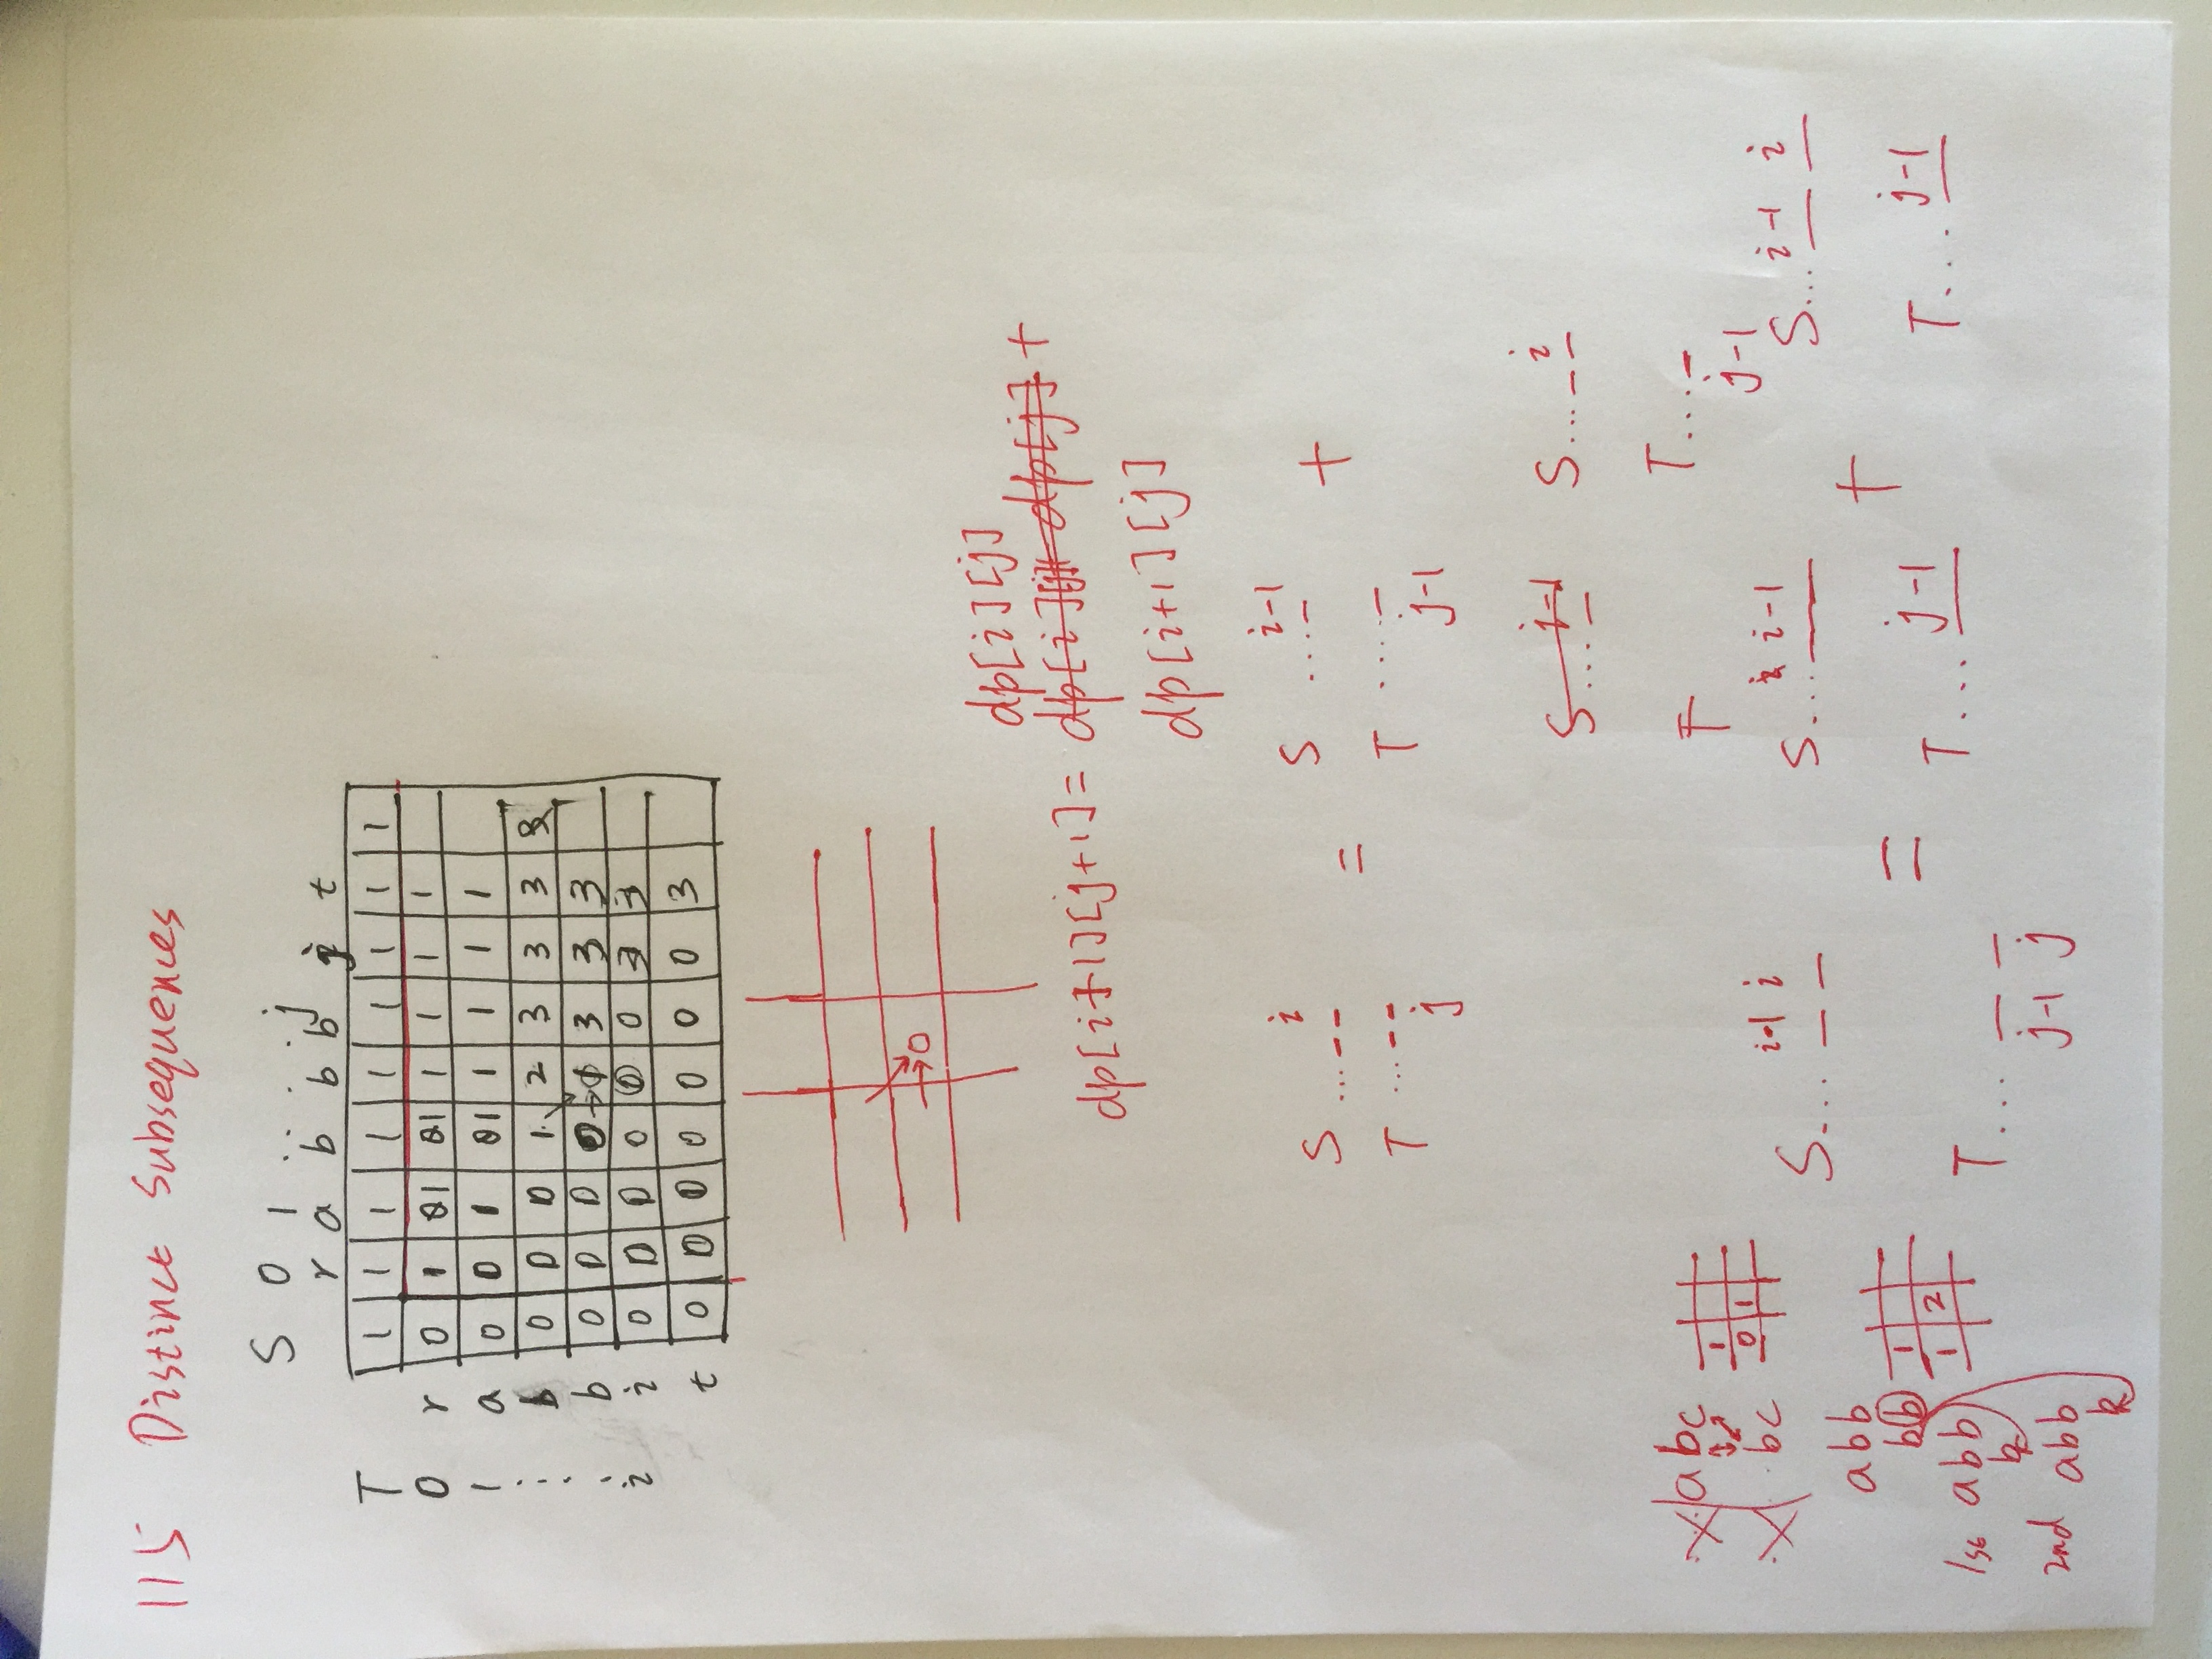 115 Distinct Subsequences
S 0 1 . . . . . j
r a b b b i t
T 1 1 1 1 1 1 1 1 1
0 r 0 1 01 01 1 1 1 1
1 a 0 0 1 01 1 1 1 1
: b 0 0 0 1 2 3 3 3 3
: b 0 0 0 0 1 3 3 3
i i 0 0 0 0 0 0 3 3
t 0 0 0 0 0 0 0 3
0
dp[i][j]
dp[i+1][j+1] = dp[i][j] dp[j] +
dp[i+1][j]
i i-1
S ... = S ... +
T ... T ....
j j-1
i-1 i
S... S...
T T...
j-1
abc
1
bc 0 1
i-1 i i-1 i-1 i
S... S... S...
= +
abb
bb 1
1 2
j-1 j-1
T... T...
1st abb
b
T...
j-1 j
2nd abb
b